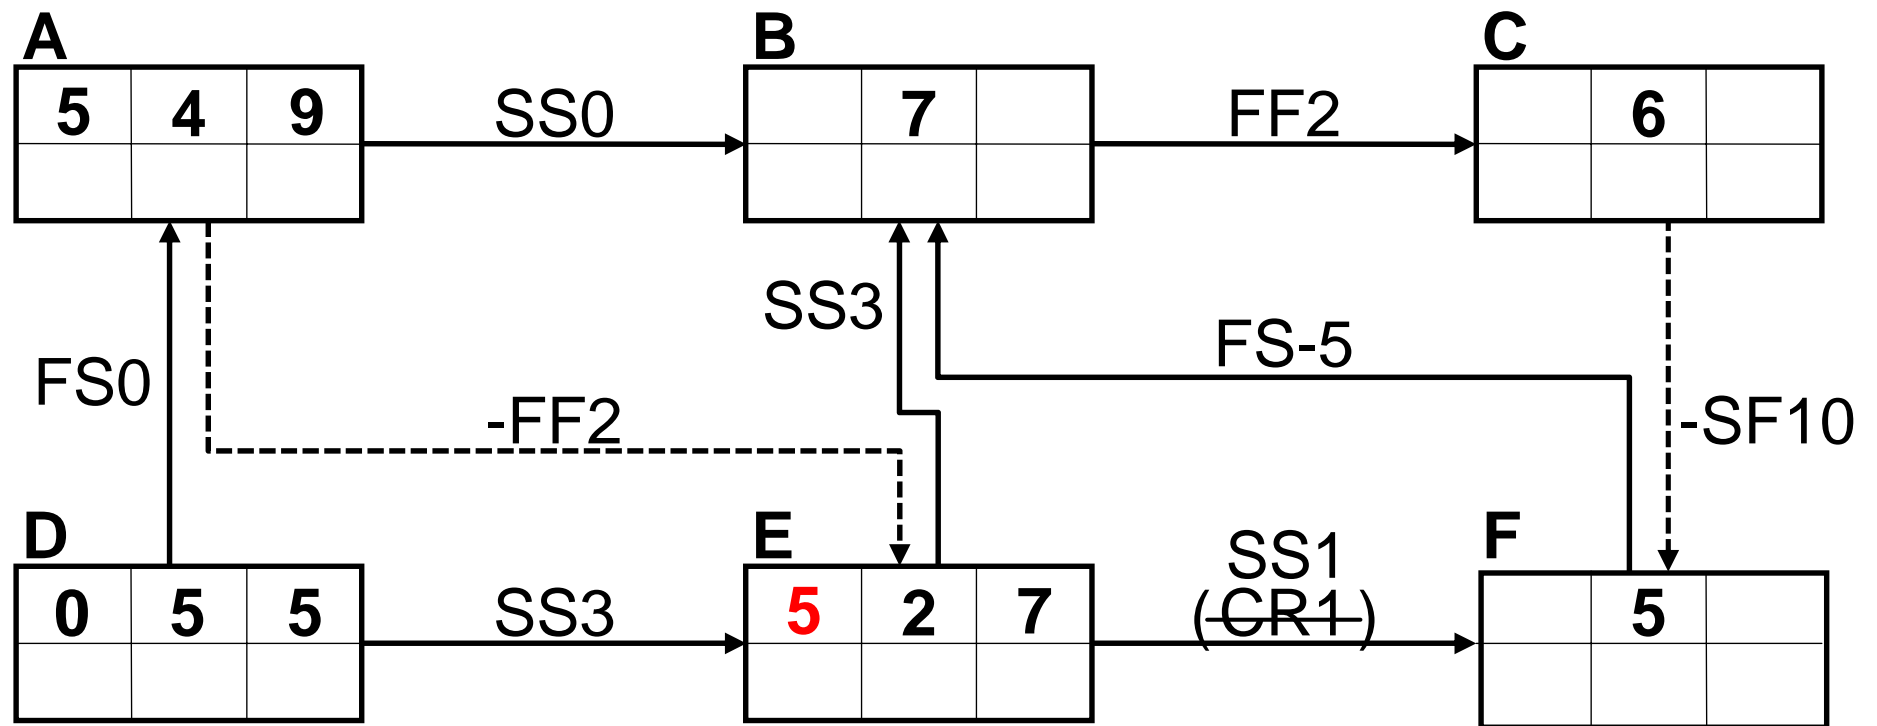 A B C
5 4 9 SS0 7 FF2 6
SS3
FS-5
FS0
-FF2
-SF10
D E F
SS1
0 5 5 SS3 5 2 7 (CR1) 5